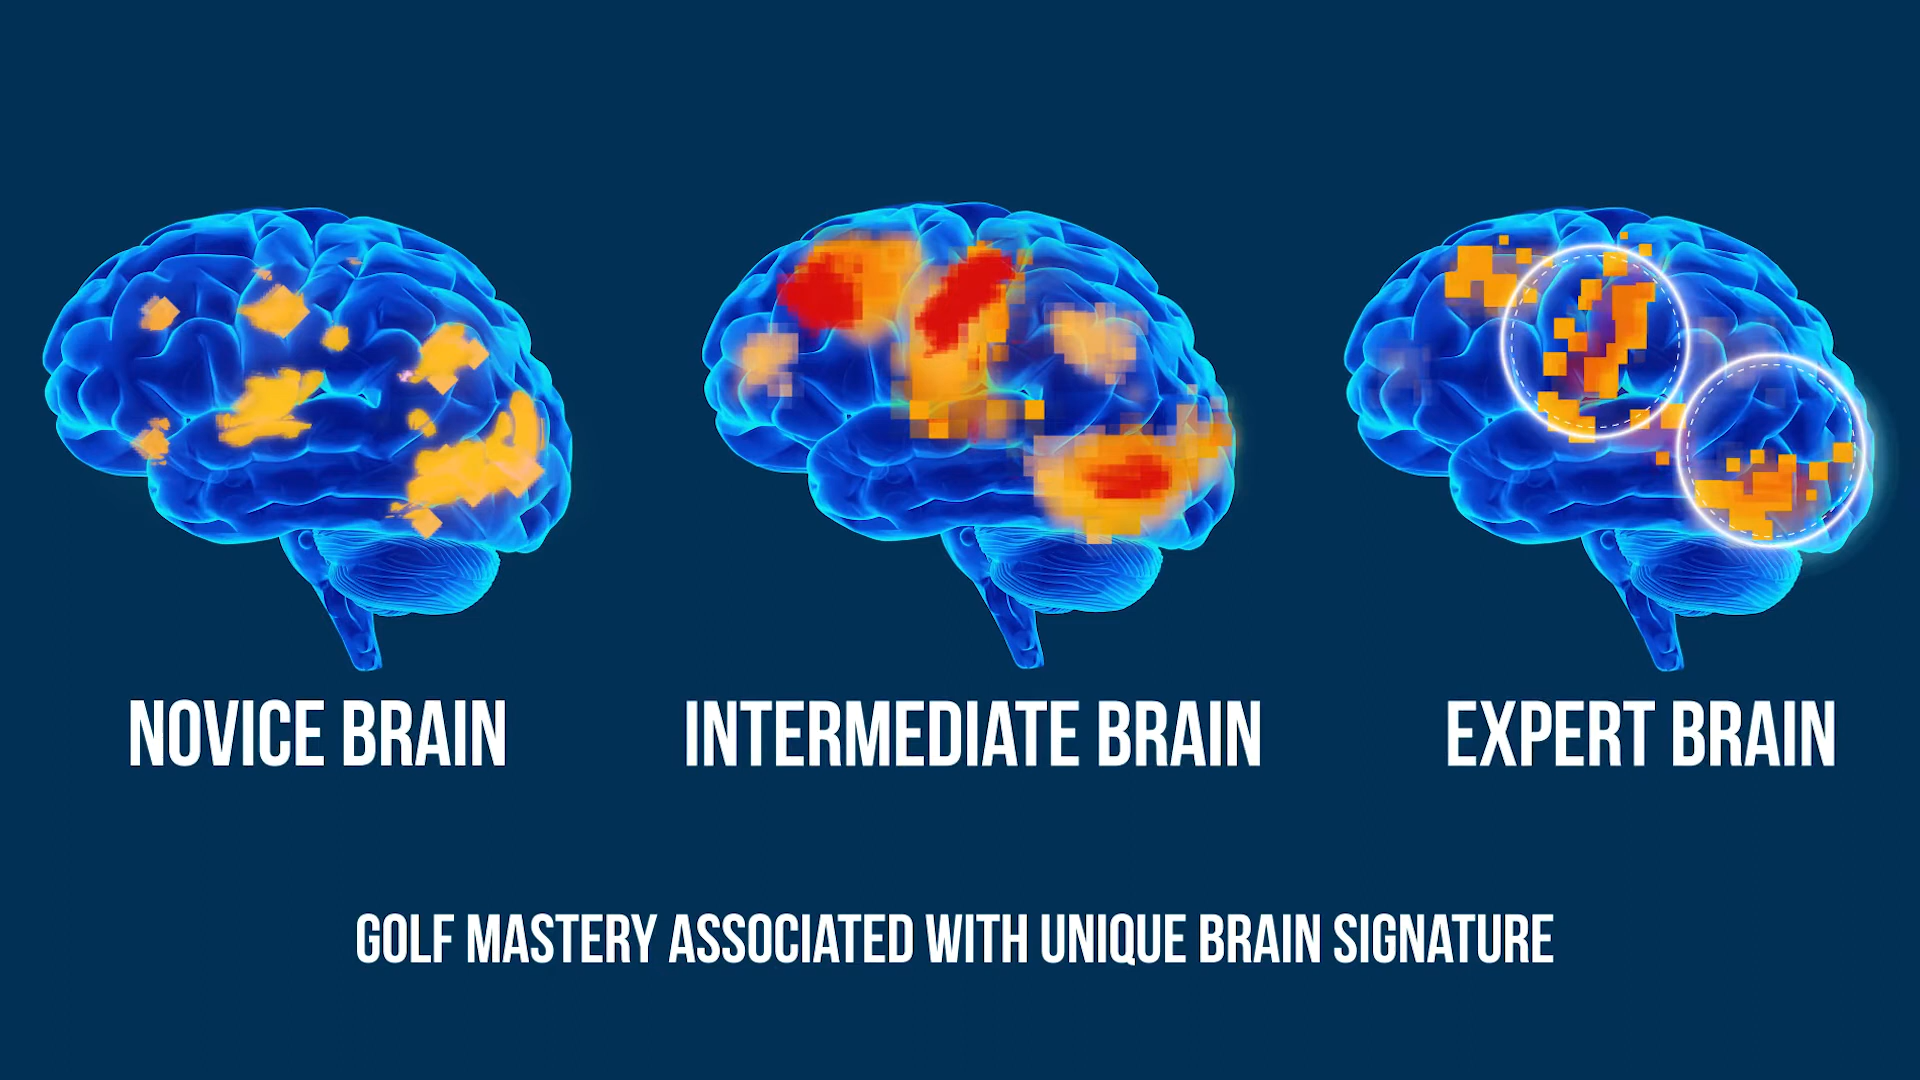 NOVICE BRAIN
INTERMEDIATE BRAIN
EXPERT BRAIN
GOLF MASTERY ASSOCIATED WITH UNIQUE BRAIN SIGNATURE